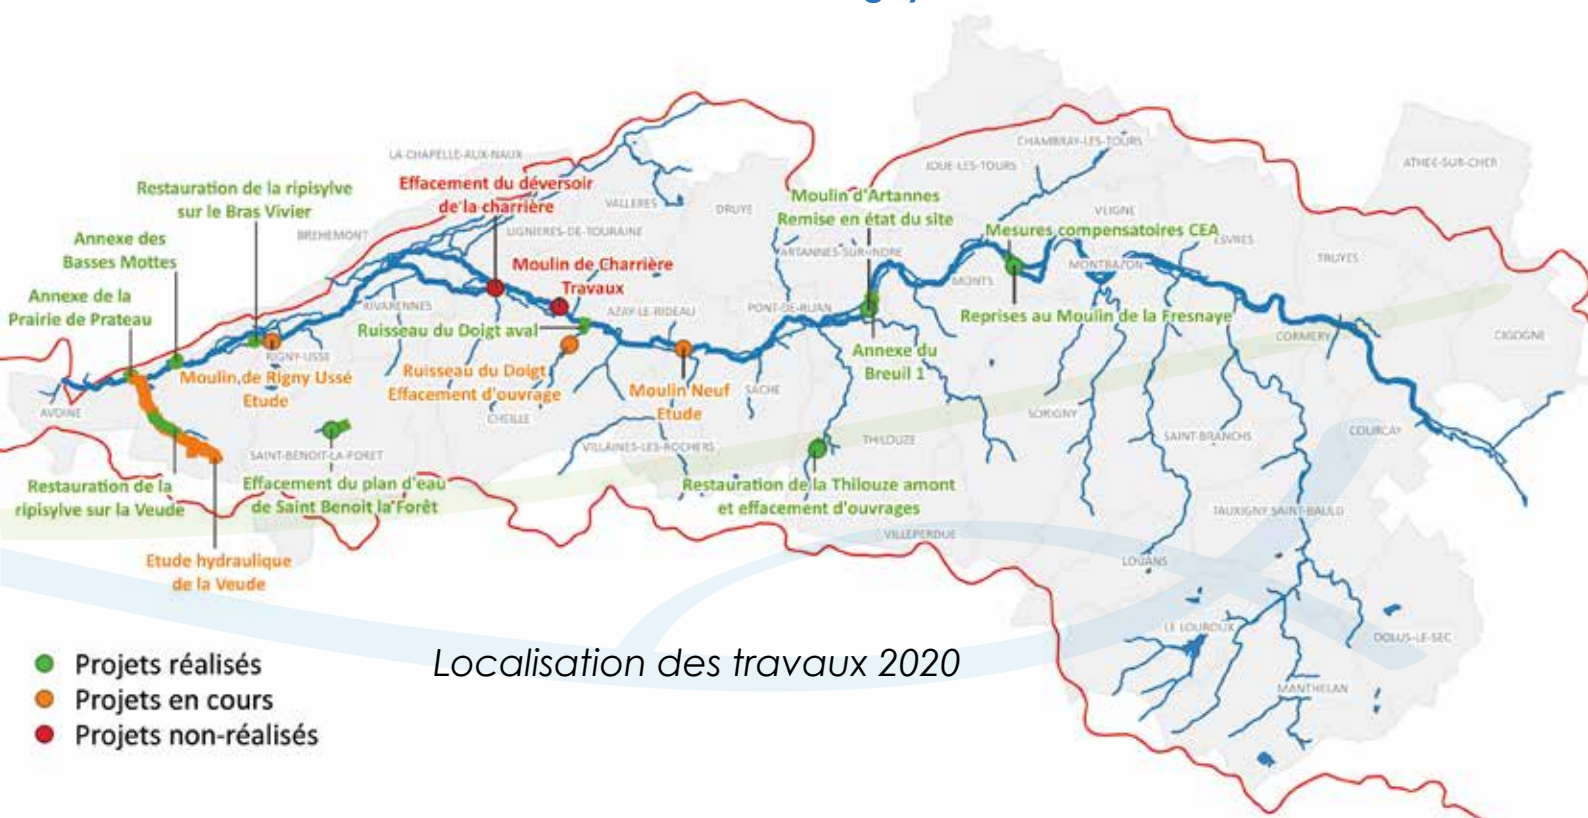 LA CHAPELLE-AUX-NAUX
CHAMBRAY-LES-TOURS
JOUE-LES-TOURS
ATHEE-SUR-CHER
Restauration de la ripisylve
sur le Bras Vivier
Effacement du déversoir
de la charrière
VALLERES
DRUYE
Moulin d'Artannes
Remise en état du site
VEIGNE
Mesures compensatoires CEA
ESVRES
TRUYES
Annexe des
Basses Mottes
BREHEMONT
LIGNIERES-DE-TOURAINE
ARTANNES-SUR-INDRE
MONTS
MONTBAZON
Moulin de Charrière
Travaux
Annexe de la
Prairie de Prateau
RIVARENNES
AZAY-LE-RIDEAU
PONT-DE-RUAN
Reprises au Moulin de la Fresnaye
CORMERY
CIGOGNE
Ruisseau du Doigt aval
RIGNY-USSE
Moulin de Rigny Ussé
Etude
Ruisseau du Doigt
Effacement d'ouvrage
Moulin Neuf
Etude
SACHE
Annexe du
Breuil 1
AVOINE
CHEILLE
SORIGNY
SAINT-BRANCHS
COURCAY
THILOUZE
VILLAINES-LES-ROCHERS
SAINT-BENOIT-LA-FORET
Restauration de la
ripisylve sur la Veude
Effacement du plan d'eau
de Saint Benoit la Forêt
Restauration de la Thilouze amont
et effacement d'ouvrages
TAUXIGNY-SAINT-BAULD
VILLEPERDUE
LOUANS
Etude hydraulique
de la Veude
LE LOUROUX
DOLUS-LE-SEC
MANTHELAN
Localisation des travaux 2020
Projets réalisés
Projets en cours
Projets non-réalisés